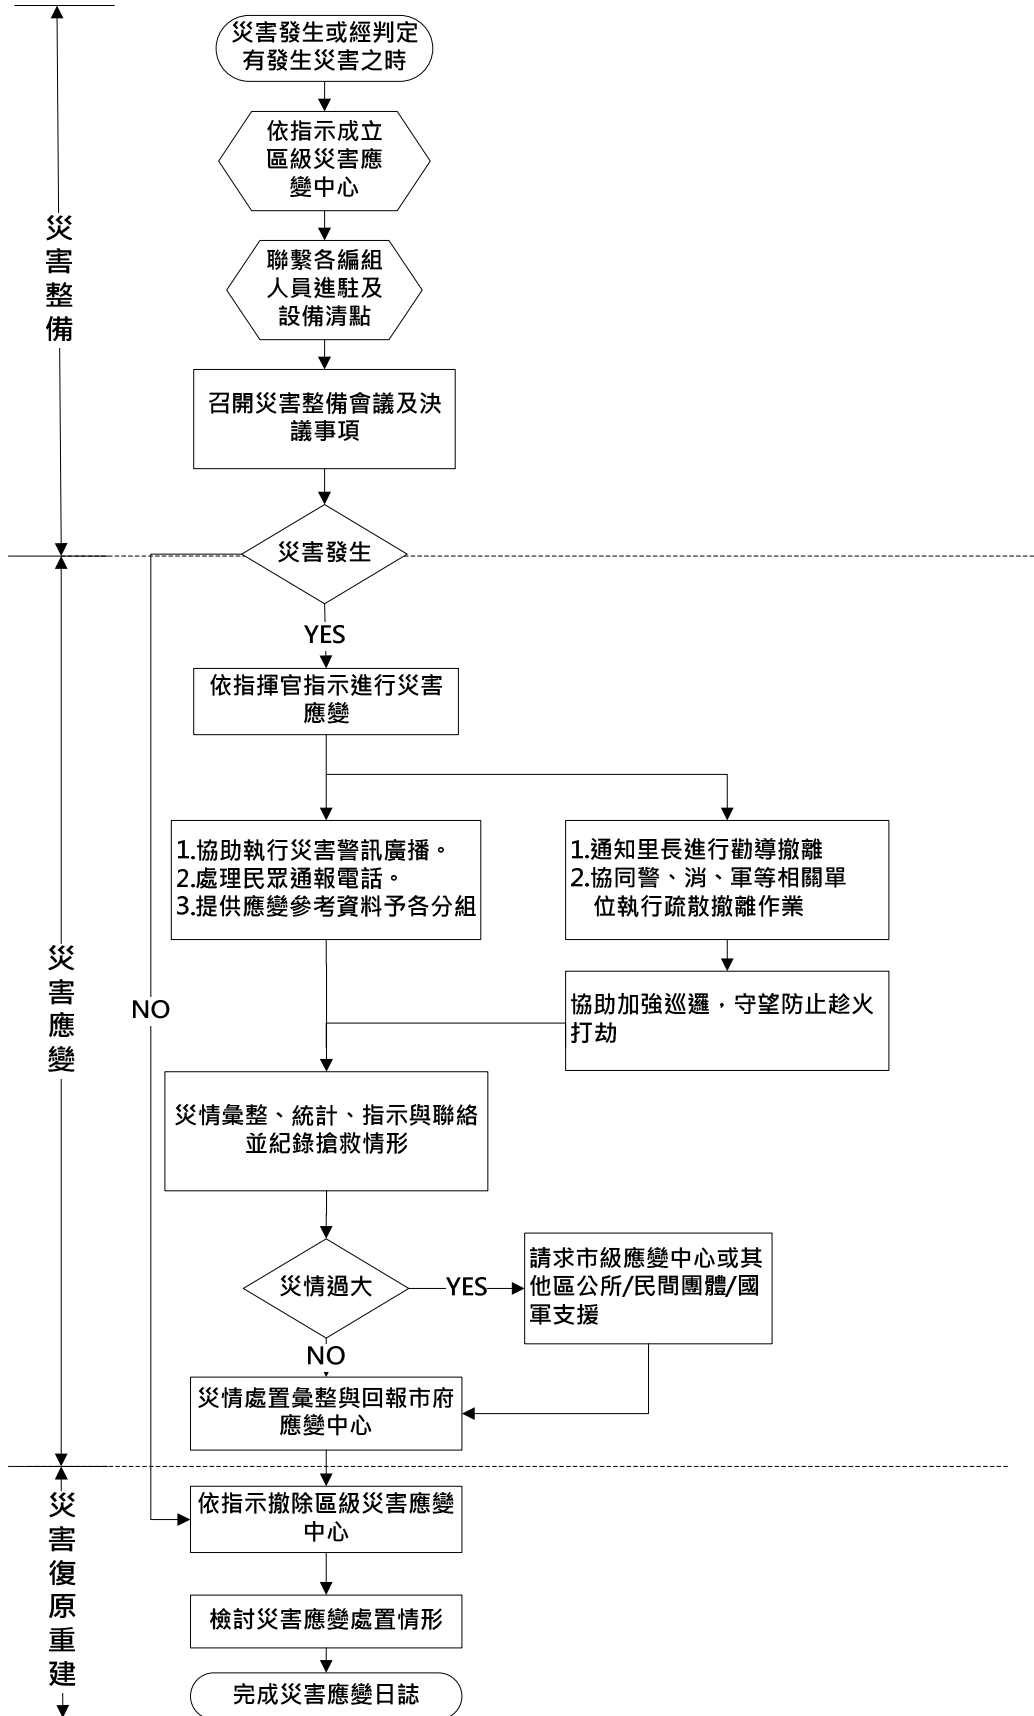 災害發生或經判定
有發生災害之時
依指示成立
區級災害應
變中心
災害整備
聯繫各編組
人員進駐及
設備清點
召開災害整備會議及決
議事項
災害發生
YES
依指揮官指示進行災害
應變
1.協助執行災害警訊廣播。
2.處理民眾通報電話。
3.提供應變參考資料予各分組
1.通知里長進行勸導撤離
2.協同警、消、軍等相關單
位執行疏散撤離作業
災害應變
NO
協助加強巡邏，守望防止趁火
打劫
災情彙整、統計、指示與聯絡
並紀錄搶救情形
災情過大
YES
請求市級應變中心或其
他區公所/民間團體/國
軍支援
NO
災情處置彙整與回報市府
應變中心
災害復原重建
依指示撤除區級災害應變
中心
檢討災害應變處置情形
完成災害應變日誌